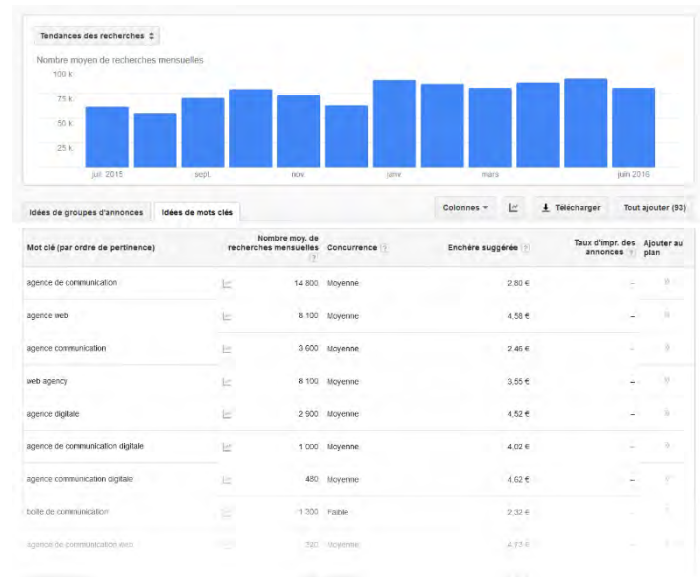 Tendances des recherches
Nombre moyen de recherches mensuelles
100 k
75 k
50 k
25 k
juil. 2015 sept. nov. janv. mars juin 2016
Idées de groupes d'annonces Idées de mots clés Colonnes Télécharger Tout ajouter (93)
Mot clé (par ordre de pertinence) Nombre moy. de recherches mensuelles ? Concurrence ? Enchère suggérée ? Taux d'impr. des annonces ? Ajouter au plan
agence de communication 14 800 Moyenne 2,80 € –
agence web 8 100 Moyenne 4,58 € –
agence communication 3 600 Moyenne 2,46 € –
web agency 8 100 Moyenne 3,55 € –
agence digitale 2 900 Moyenne 4,52 € –
agence de communication digitale 1 000 Moyenne 4,02 € –
agence communication digitale 480 Moyenne 4,62 € –
boite de communication 1 300 Faible 2,32 € –
agence de communication web 320 Moyenne –